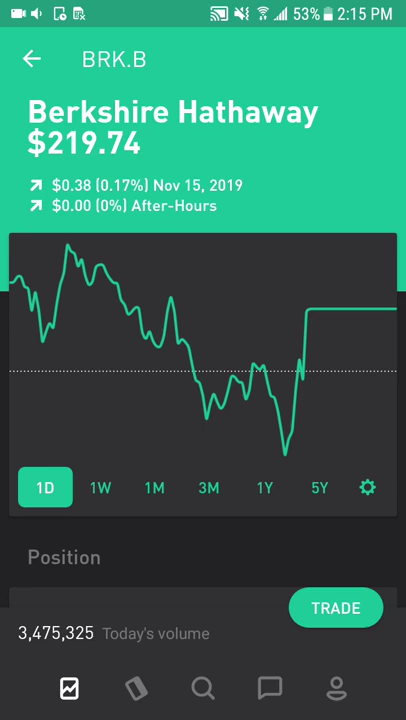 53% 2:15 PM
BRK.B
Berkshire Hathaway
$219.74
$0.38 (0.17%) Nov 15, 2019
$0.00 (0%) After-Hours
1D 1W 1M 3M 1Y 5Y
Position
TRADE
3,475,325 Today's volume